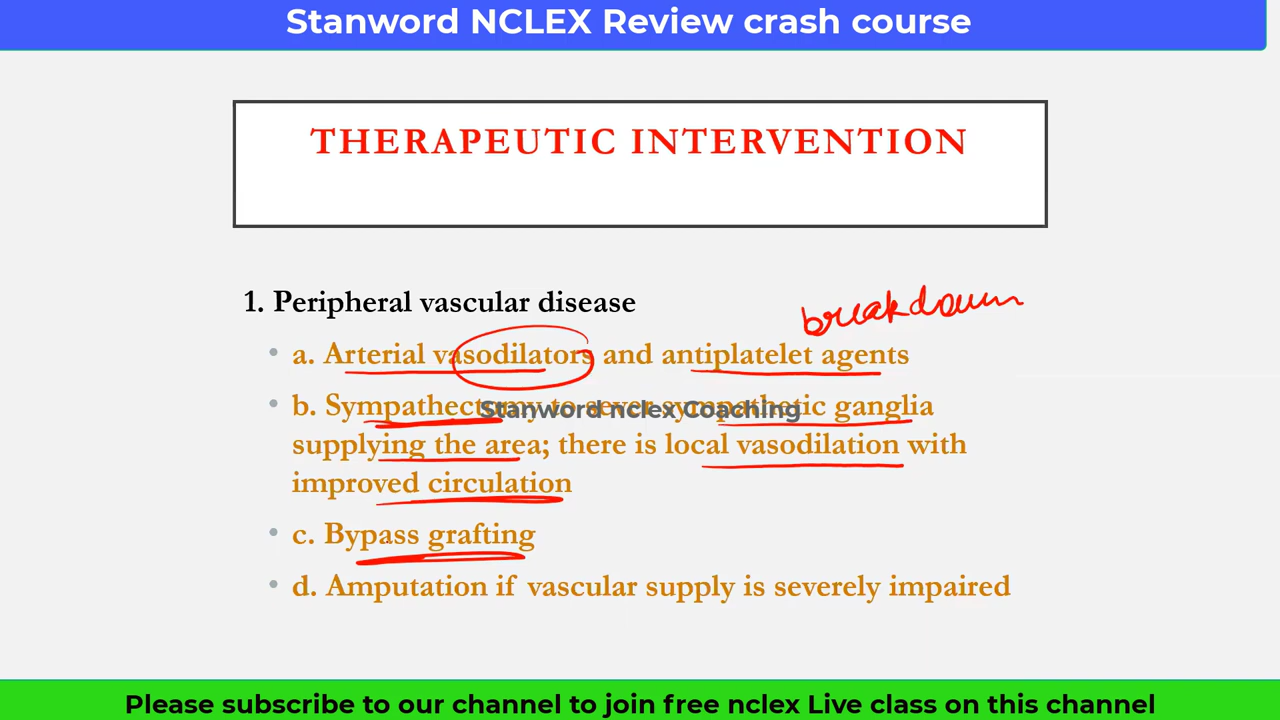 Stanword NCLEX Review crash course
THERAPEUTIC INTERVENTION
1. Peripheral vascular disease
breakdown
• a. Arterial vasodilators and antiplatelet agents
• b. Sympathectomy to sever sympathetic ganglia
Stanword nclex Coaching
supplying the area; there is local vasodilation with
improved circulation
• c. Bypass grafting
• d. Amputation if vascular supply is severely impaired
Please subscribe to our channel to join free nclex Live class on this channel